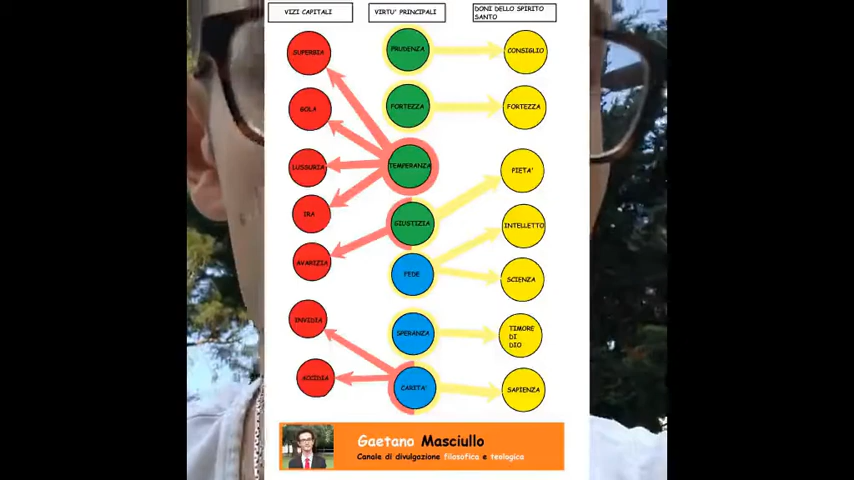 VIZI CAPITALI
VIRTU' PRINCIPALI
DONI DELLO SPIRITO
SANTO
SUPERBIA
PRUDENZA
CONSIGLIO
GOLA
FORTEZZA
FORTEZZA
LUSSURIA
TEMPERANZA
PIETA'
IRA
GIUSTIZIA
INTELLETTO
AVARIZIA
FEDE
SCIENZA
INVIDIA
SPERANZA
TIMORE
DI
DIO
ACCIDIA
CARITA'
SAPIENZA
Gaetano Masciullo
Canale di divulgazione filosofica e teologica